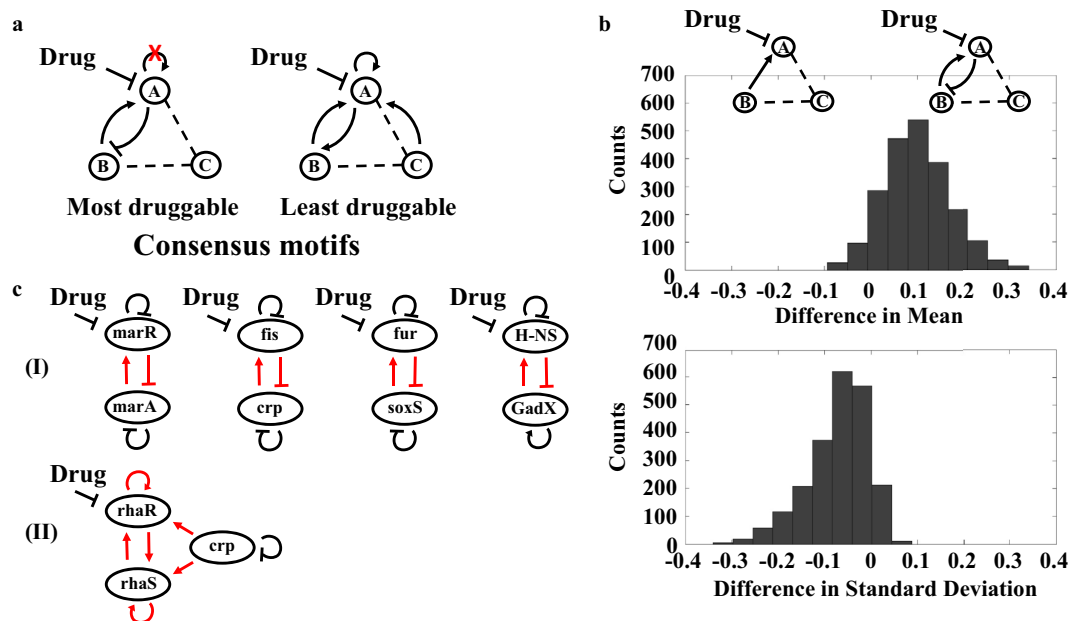 a
Drug
X
A
B
C
Most druggable
Drug
A
B
C
Least druggable
Consensus motifs
b
Drug
A
B
C
Drug
A
B
C
700
600
500
400
300
200
100
0
Counts
-0.4 -0.3 -0.2 -0.1 0 0.1 0.2 0.3 0.4
Difference in Mean
700
600
500
400
300
200
100
0
Counts
-0.4 -0.3 -0.2 -0.1 0 0.1 0.2 0.3 0.4
Difference in Standard Deviation
c
(I)
Drug
marR
marA
Drug
fis
crp
Drug
fur
soxS
Drug
H-NS
GadX
(II)
Drug
rhaR
crp
rhaS